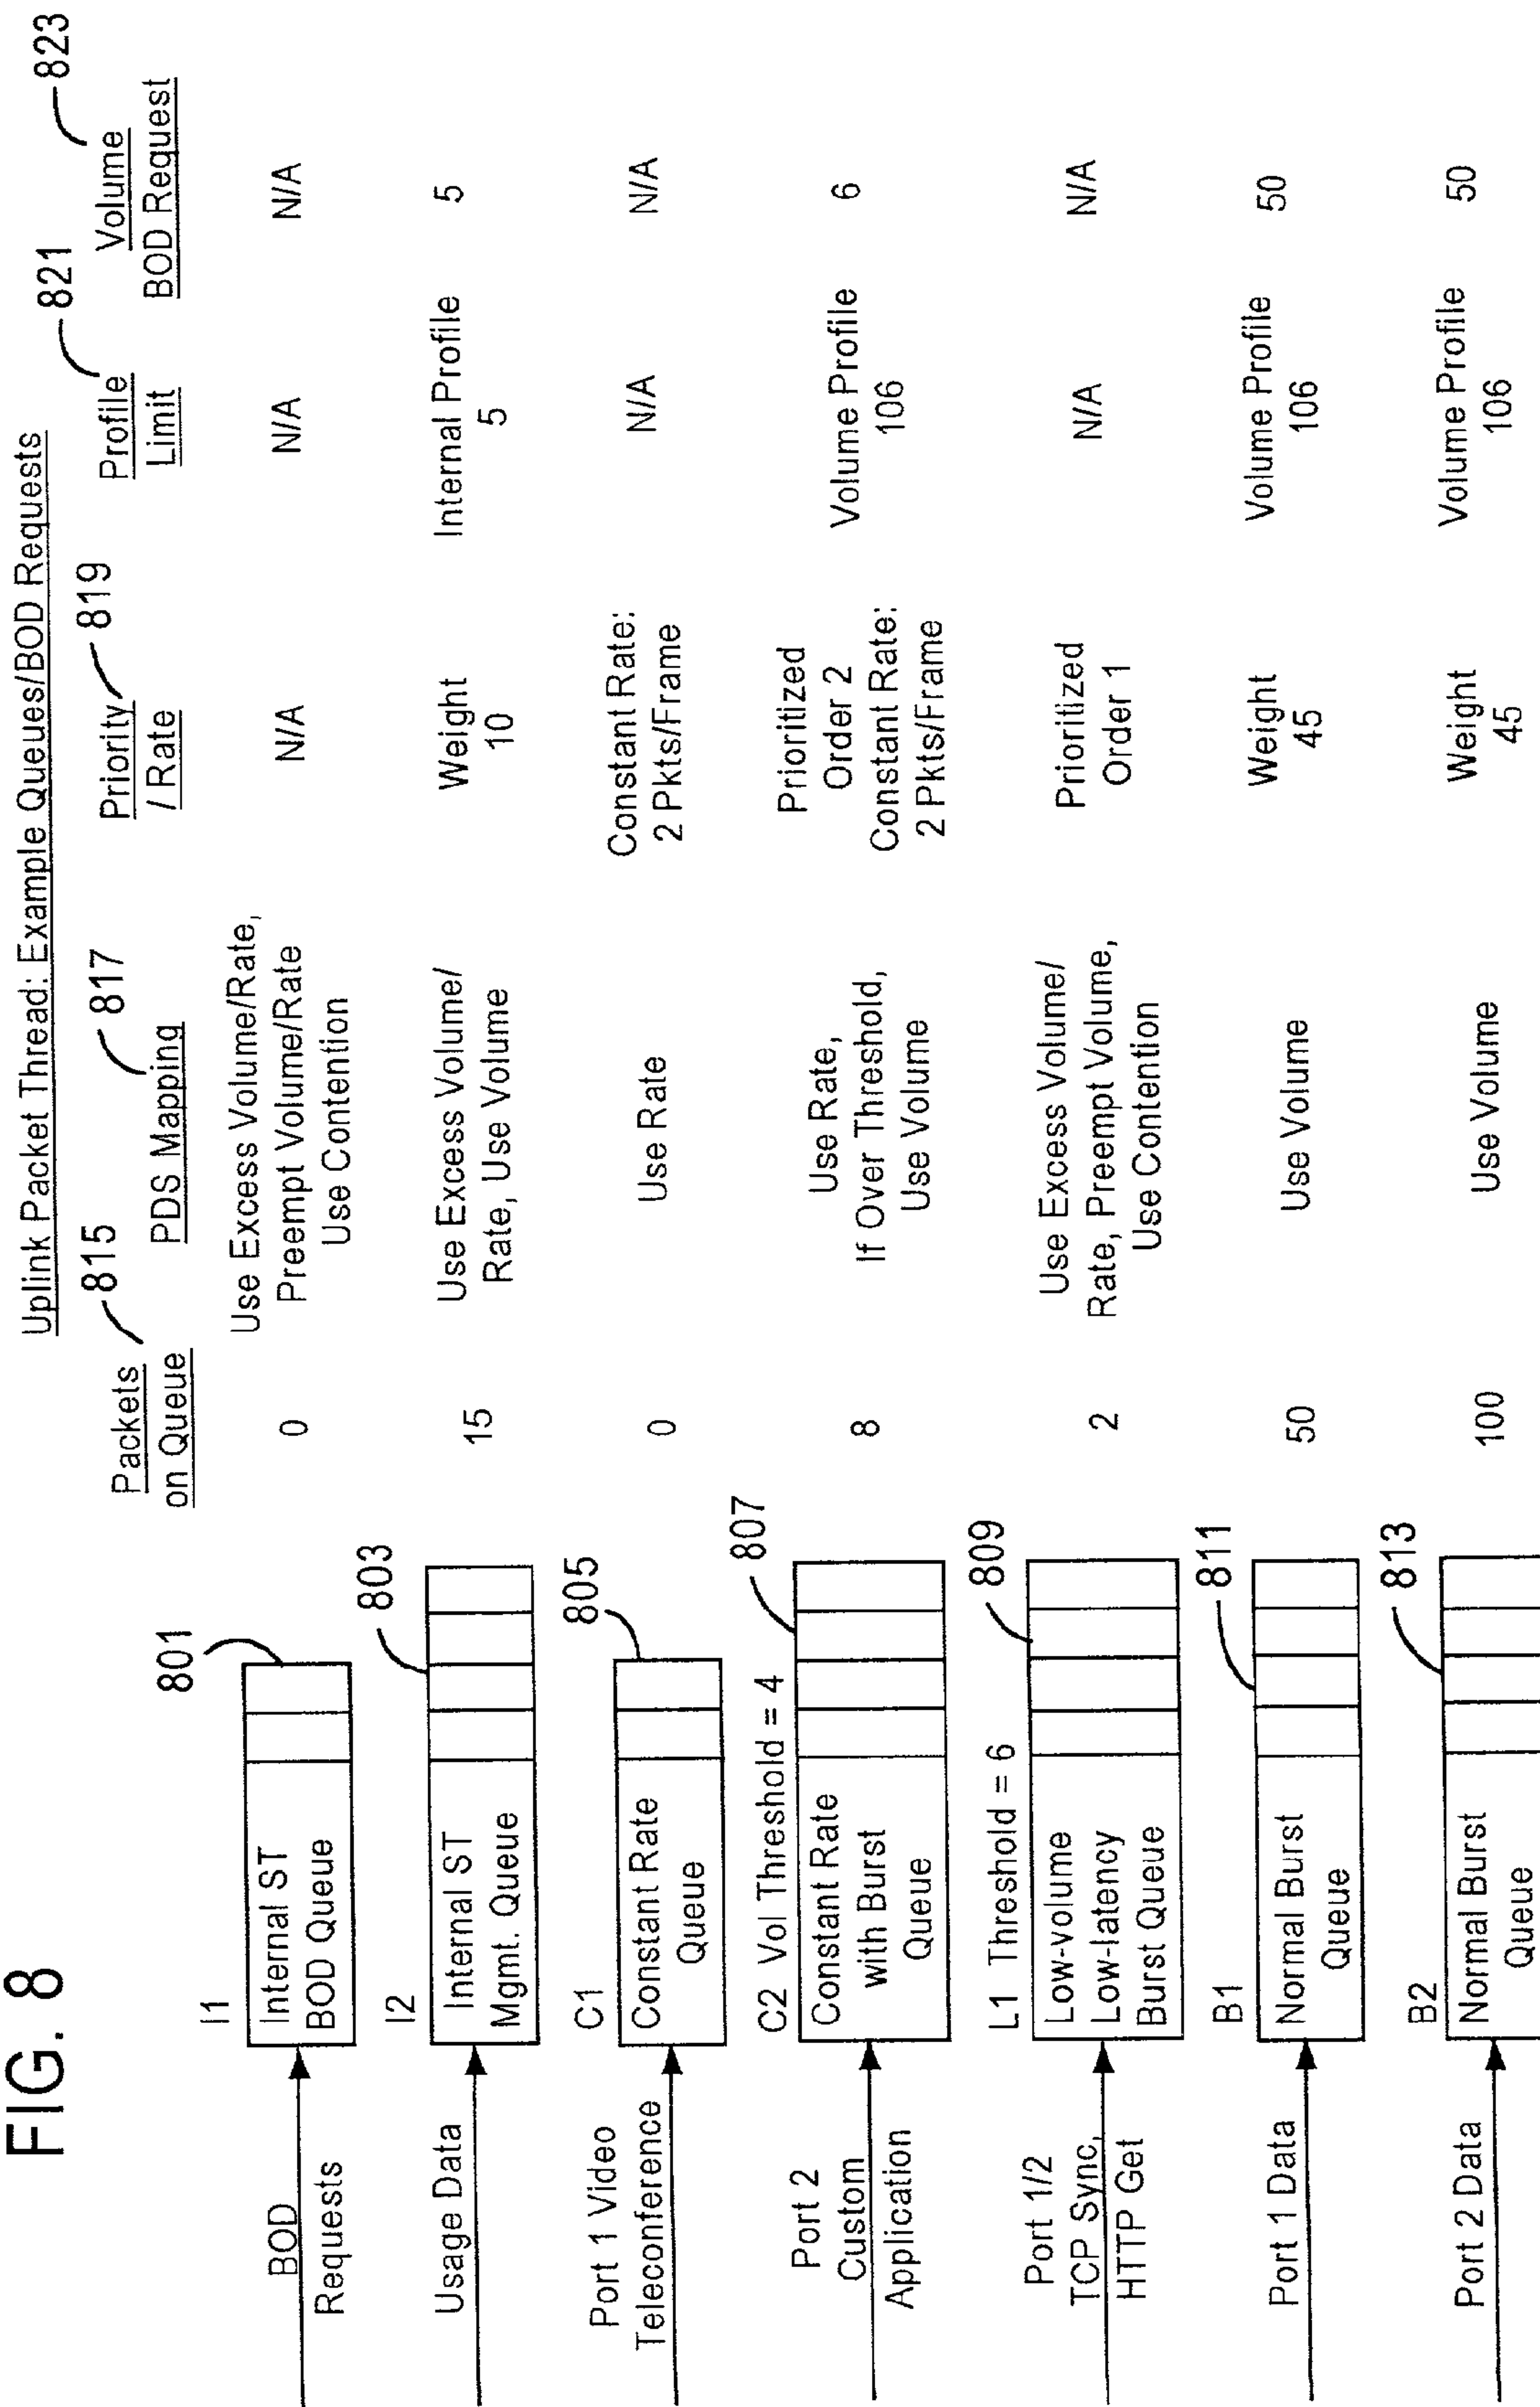 FIG. 8
Uplink Packet Thread: Example Queues/BOD Requests
Packets
on Queue
815
PDS Mapping
817
Priority
/ Rate
819
Profile
Limit
821
Volume
BOD Request
823
BOD
Requests
I1
Internal ST
BOD Queue
801
0
Use Excess Volume/Rate,
Preempt Volume/Rate
Use Contention
N/A
N/A
N/A
Usage Data
I2
Internal ST
Mgmt. Queue
803
15
Use Excess Volume/
Rate, Use Volume
Weight
10
Internal Profile
5
5
Port 1 Video
Teleconference
C1
Constant Rate
Queue
805
0
Use Rate
Constant Rate:
2 Pkts/Frame
N/A
N/A
Port 2
Custom
Application
C2 Vol Threshold = 4
Constant Rate
with Burst
Queue
807
8
Use Rate,
If Over Threshold,
Use Volume
Prioritized
Order 2
Constant Rate:
2 Pkts/Frame
Volume Profile
106
6
Port 1/2
TCP Sync,
HTTP Get
L1 Threshold = 6
Low-volume
Low-latency
Burst Queue
809
2
Use Excess Volume/
Rate, Preempt Volume,
Use Contention
Prioritized
Order 1
N/A
N/A
Port 1 Data
B1
Normal Burst
Queue
811
50
Use Volume
Weight
45
Volume Profile
106
50
Port 2 Data
B2
Normal Burst
Queue
813
100
Use Volume
Weight
45
Volume Profile
106
50